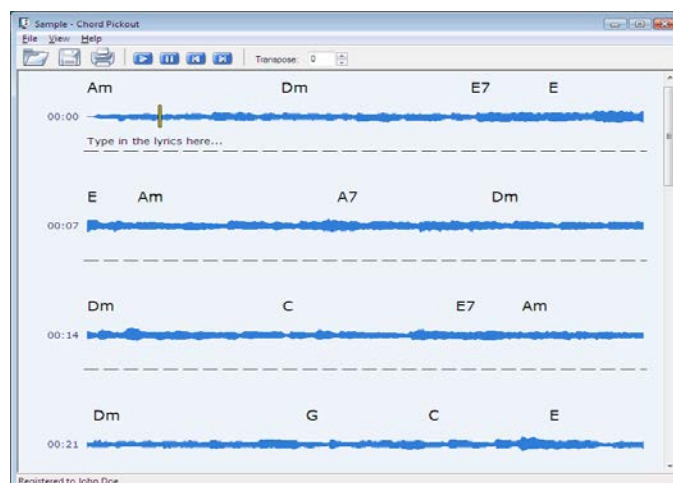 Sample - Chord Pickout
File View Help
Transpose: 0
Am Dm E7 E
00:00
Type in the lyrics here...
E Am A7 Dm
00:07
Dm C E7 Am
00:14
Dm G C E
00:21
Registered to John Doe